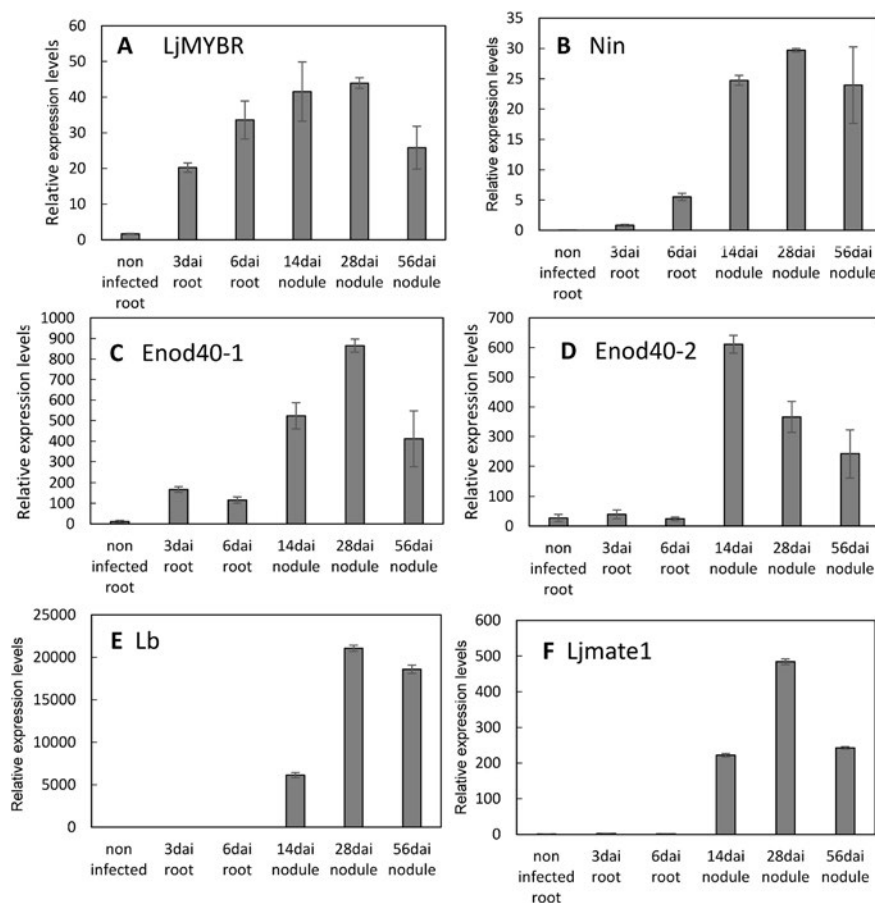 A LjMYBR
Relative expression levels
60
50
40
30
20
10
0
non infected root
3dai root
6dai root
14dai nodule
28dai nodule
56dai nodule
B Nin
Relative expression levels
35
30
25
20
15
10
5
0
non infected root
3dai root
6dai root
14dai nodule
28dai nodule
56dai nodule
C Enod40-1
Relative expression levels
1000
900
800
700
600
500
400
300
200
100
0
non infected root
3dai root
6dai root
14dai nodule
28dai nodule
56dai nodule
D Enod40-2
Relative expression levels
700
600
500
400
300
200
100
0
non infected root
3dai root
6dai root
14dai nodule
28dai nodule
56dai nodule
E Lb
Relative expression levels
25000
20000
15000
10000
5000
0
non infected root
3dai root
6dai root
14dai nodule
28dai nodule
56dai nodule
F Ljmate1
Relative expression levels
600
500
400
300
200
100
0
non infected root
3dai root
6dai root
14dai nodule
28dai nodule
56dai nodule